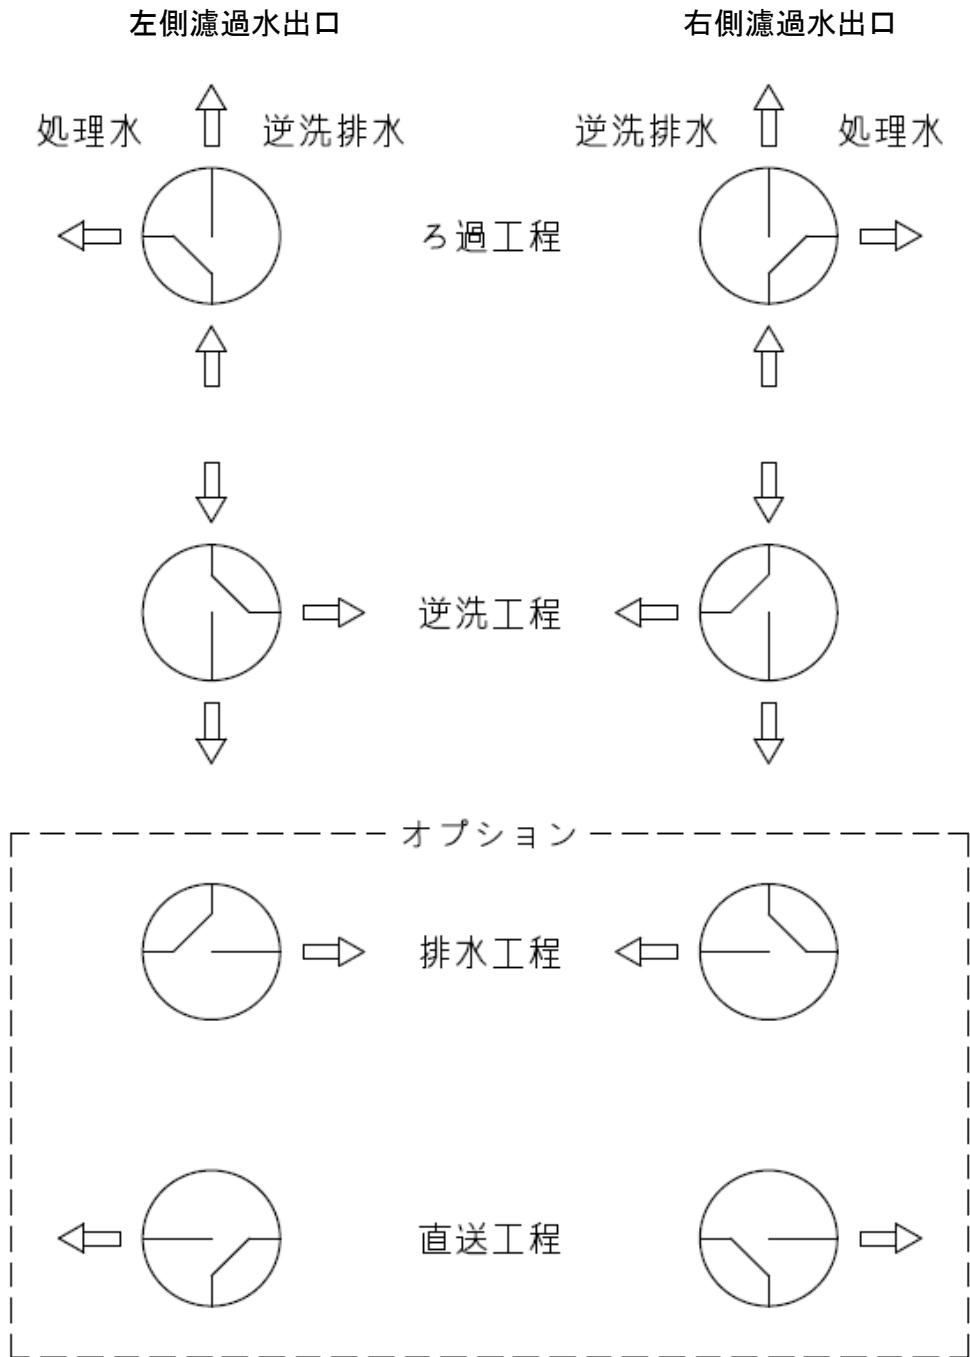 左側濾過水出口
右側濾過水出口
処理水
逆洗排水
逆洗排水
処理水
ろ過工程
逆洗工程
オプション
排水工程
直送工程